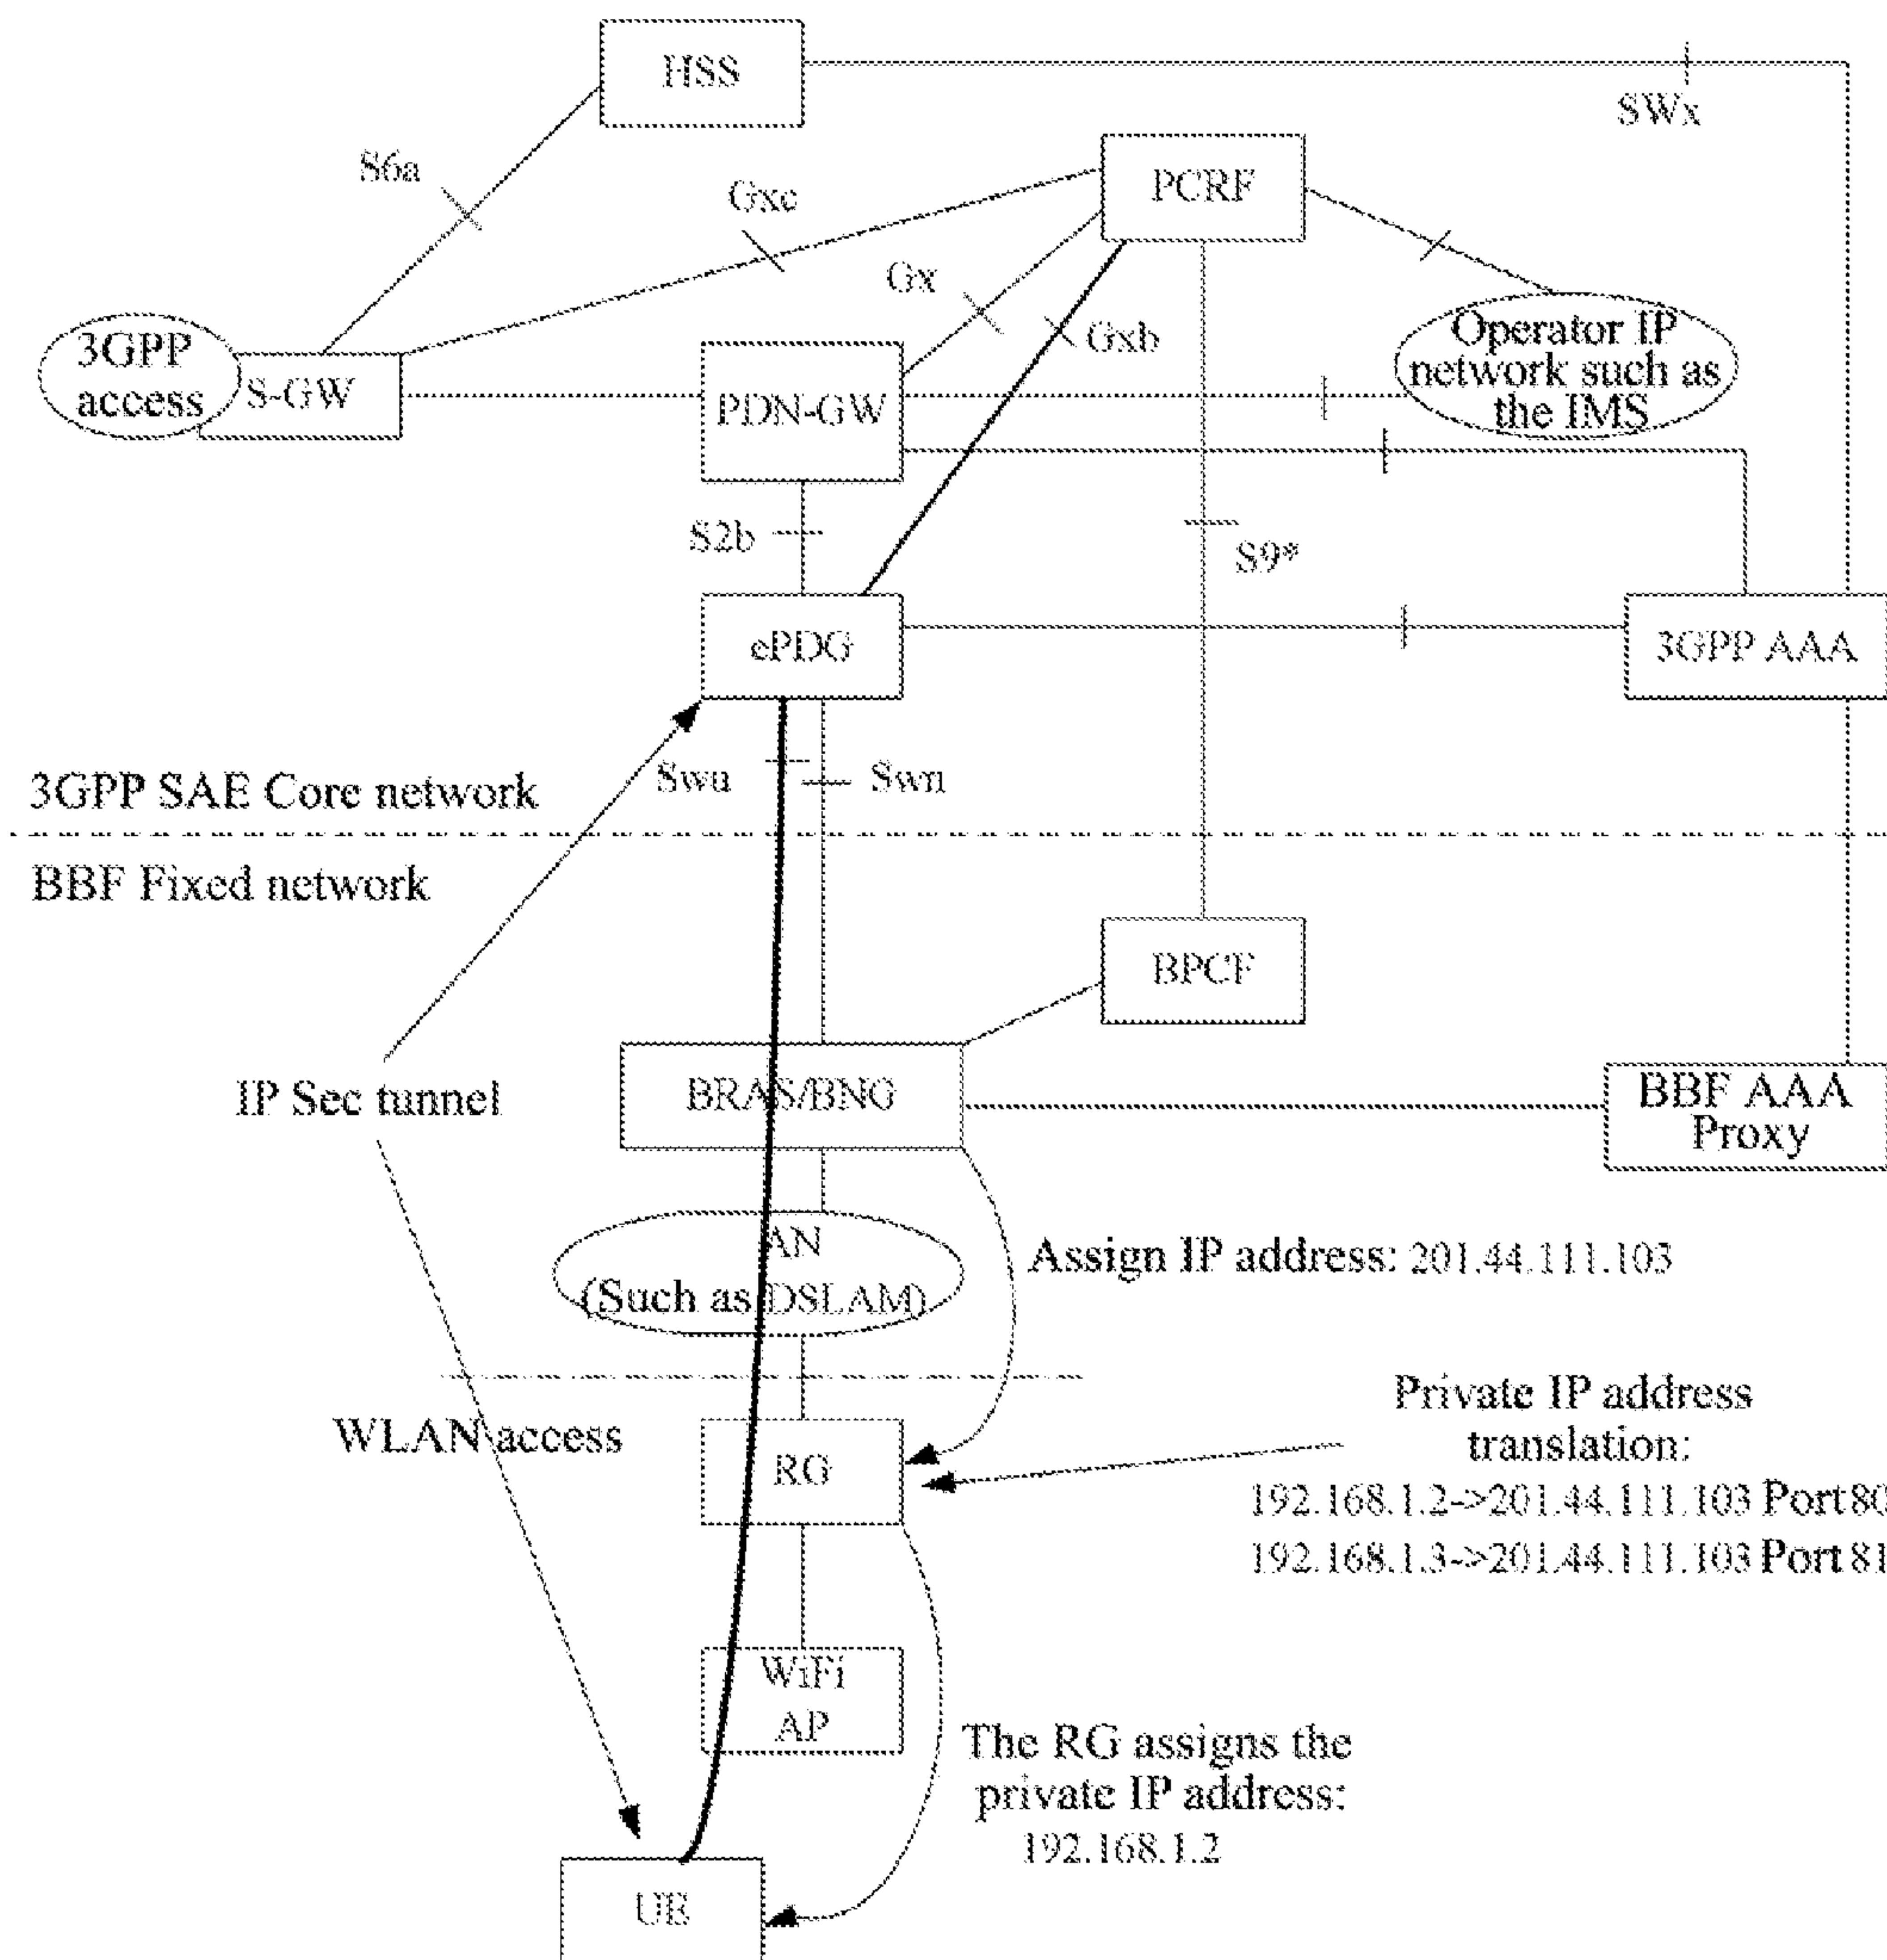 HSS
SWx
S6a
PCRF
Gxc
Gx
Gxb
3GPP
access
S-GW
PDN-GW
Operator IP
network such as
the IMS
S2b
S9*
ePDG
3GPP AAA
Swu
Swn
3GPP SAE Core network
BBF Fixed network
BPCF
IP Sec tunnel
BRAS/BNG
BBF AAA
Proxy
AN
(Such as DSLAM)
Assign IP address: 201.44.111.103
WLAN access
RG
Private IP address
translation:
192.168.1.2->201.44.111.103 Port 80
192.168.1.3->201.44.111.103 Port 81
WiFi
AP
The RG assigns the
private IP address:
192.168.1.2
UE